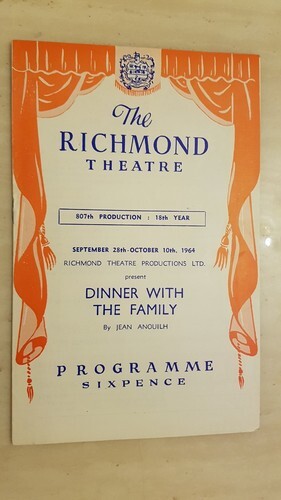 The
RICHMOND
THEATRE
807th PRODUCTION : 18th YEAR
SEPTEMBER 28th-OCTOBER 10th, 1964
RICHMOND THEATRE PRODUCTIONS LTD.
present
DINNER WITH
THE FAMILY
By JEAN ANOUILH
PROGRAMME
SIXPENCE